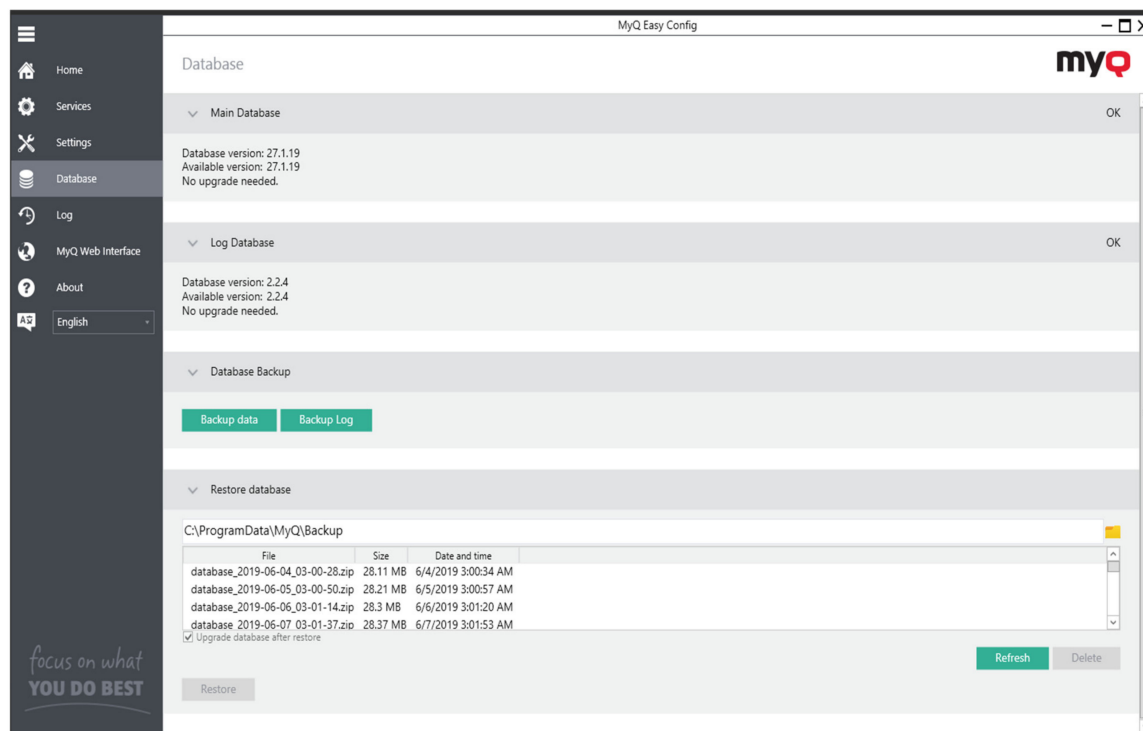 MyQ Easy Config
Home
Services
Settings
Database
Log
MyQ Web Interface
About
English
focus on what
YOU DO BEST
Database
myQ
Main Database OK
Database version: 27.1.19
Available version: 27.1.19
No upgrade needed.
Log Database OK
Database version: 2.2.4
Available version: 2.2.4
No upgrade needed.
Database Backup
Backup data Backup Log
Restore database
C:\ProgramData\MyQ\Backup
File Size Date and time
database_2019-06-04_03-00-28.zip 28.11 MB 6/4/2019 3:00:34 AM
database_2019-06-05_03-00-50.zip 28.21 MB 6/5/2019 3:00:57 AM
database_2019-06-06_03-01-14.zip 28.3 MB 6/6/2019 3:01:20 AM
database_2019-06-07_03-01-37.zip 28.37 MB 6/7/2019 3:01:53 AM
Upgrade database after restore
Refresh Delete
Restore